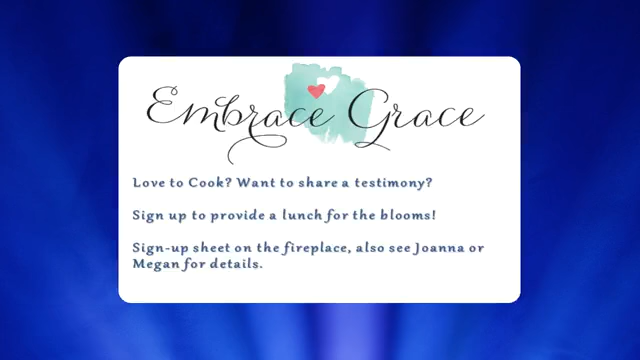 Embrace Grace
Love to Cook? Want to share a testimony?
Sign up to provide a lunch for the blooms!
Sign-up sheet on the fireplace, also see Joanna or
Megan for details.